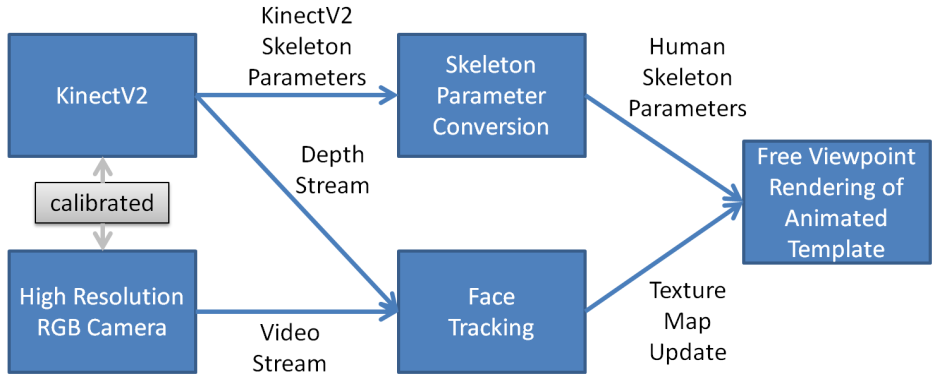 KinectV2
KinectV2
Skeleton
Parameters
Skeleton
Parameter
Conversion
Human
Skeleton
Parameters
Depth
Stream
calibrated
Free Viewpoint
Rendering of
Animated
Template
High Resolution
RGB Camera
Video
Stream
Face
Tracking
Texture
Map
Update